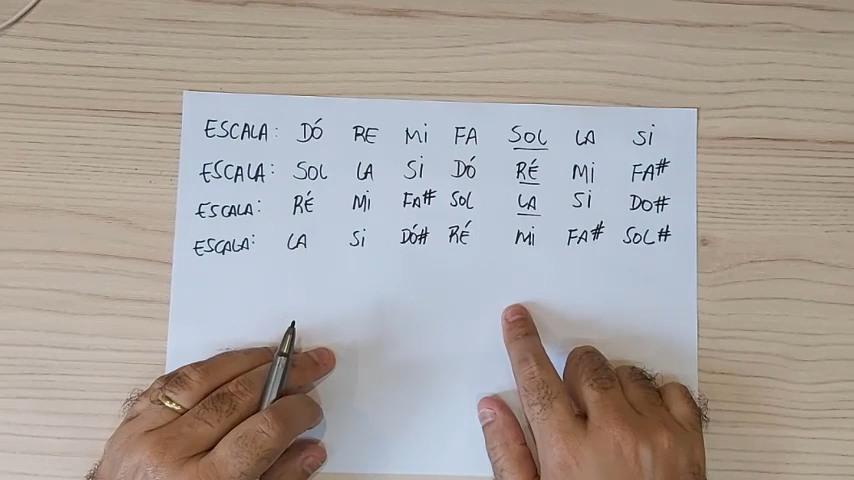 ESCALA: DÓ RE Mi FA SOL LA Si
ESCALA: SOL LA Si DÓ RÉ Mi FA#
ESCALA: RÉ Mi FA# SOL LA Si DO#
ESCALA: LA Si DÓ# RÉ Mi FA# SOL#